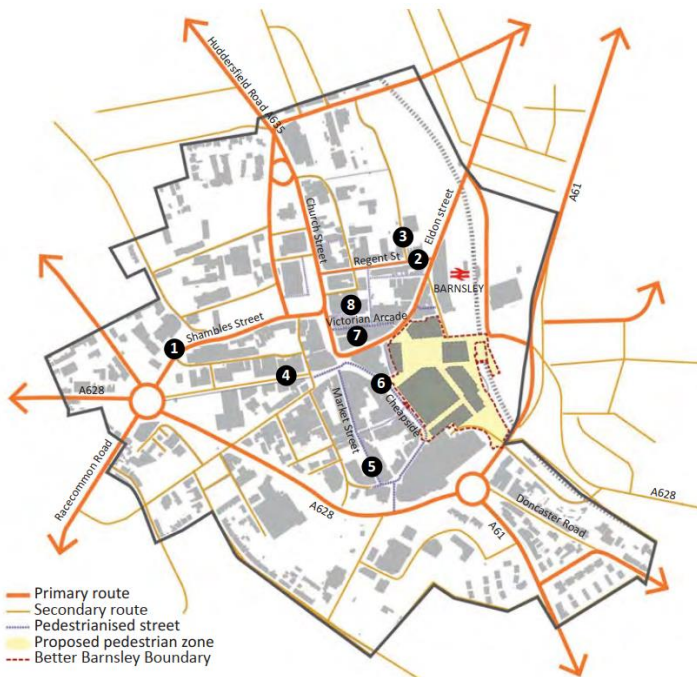 Huddersfield Road A635
A61
Church Street
3
Eldon street
Regent St
2
BARNSLEY
8
Victorian Arcade
Shambles Street
7
1
4
6
Cheapside
A628
Market Street
5
Racecommon Road
A628
A61
Doncaster Road
A628
Primary route
Secondary route
Pedestrianised street
Proposed pedestrian zone
Better Barnsley Boundary